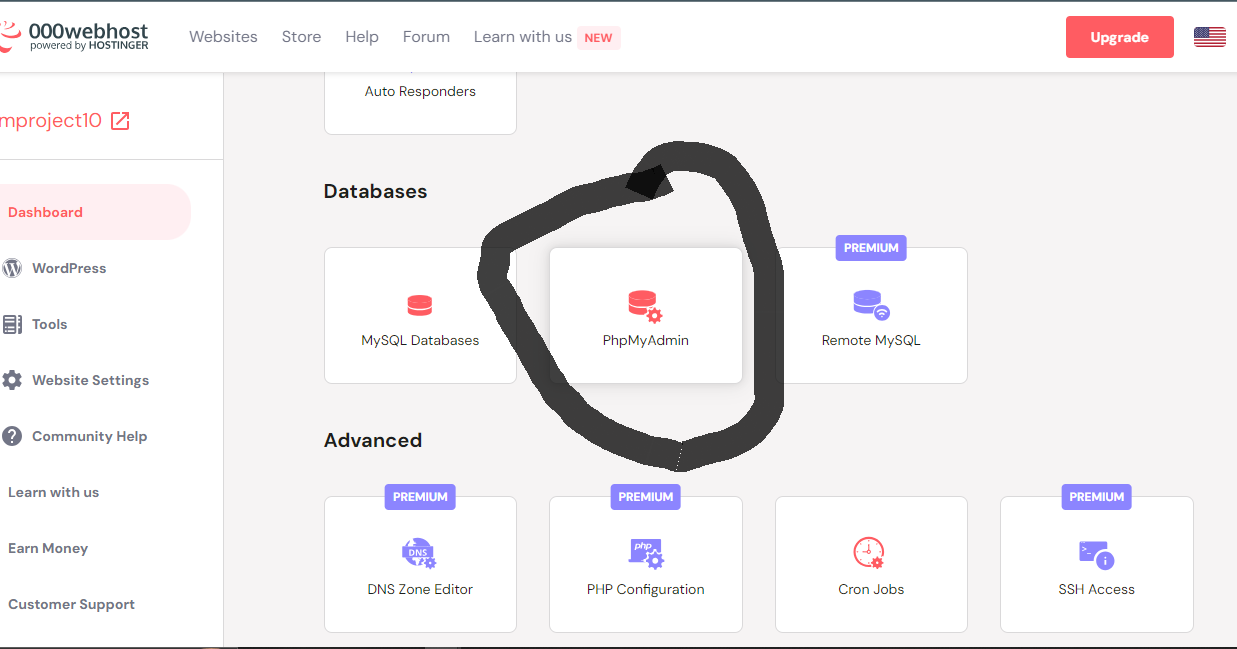 000webhost
powered by HOSTINGER
Websites Store Help Forum Learn with us NEW
Upgrade
mproject10
Dashboard
WordPress
Tools
Website Settings
Community Help
Learn with us
Earn Money
Customer Support
Auto Responders
Databases
MySQL Databases
PhpMyAdmin
PREMIUM
Remote MySQL
Advanced
PREMIUM
DNS
DNS Zone Editor
PREMIUM
php
PHP Configuration
Cron Jobs
PREMIUM
SSH Access